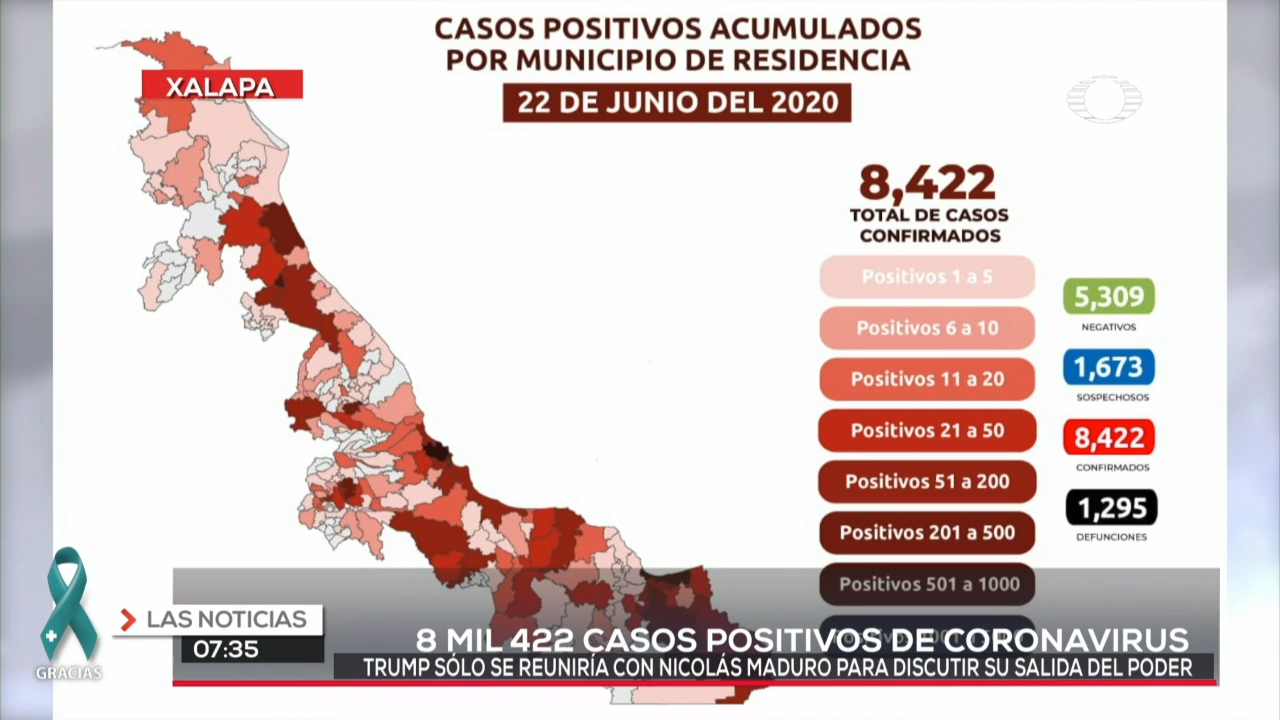 CASOS POSITIVOS ACUMULADOS
POR MUNICIPIO DE RESIDENCIA
22 DE JUNIO DEL 2020
XALAPA
8,422
TOTAL DE CASOS
CONFIRMADOS
Positivos 1 a 5
Positivos 6 a 10
Positivos 11 a 20
Positivos 21 a 50
Positivos 51 a 200
Positivos 201 a 500
Positivos 501 a 1000
5,309
NEGATIVOS
1,673
SOSPECHOSOS
8,422
CONFIRMADOS
1,295
DEFUNCIONES
LAS NOTICIAS
07:35
8 MIL 422 CASOS POSITIVOS DE CORONAVIRUS
TRUMP SÓLO SE REUNIRÍA CON NICOLÁS MADURO PARA DISCUTIR SU SALIDA DEL PODER
GRACIAS